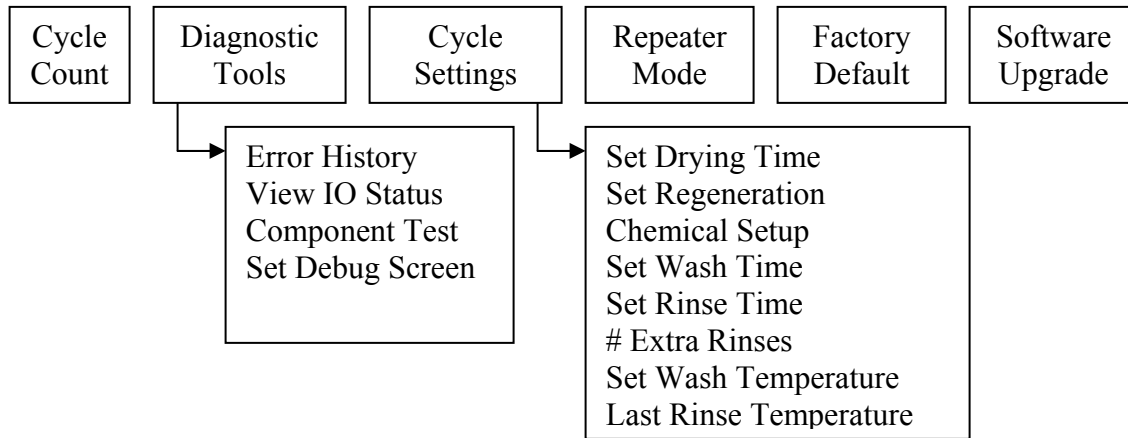 Cycle
Count
Diagnostic
Tools
Cycle
Settings
Repeater
Mode
Factory
Default
Software
Upgrade
Error History
View IO Status
Component Test
Set Debug Screen
Set Drying Time
Set Regeneration
Chemical Setup
Set Wash Time
Set Rinse Time
# Extra Rinses
Set Wash Temperature
Last Rinse Temperature